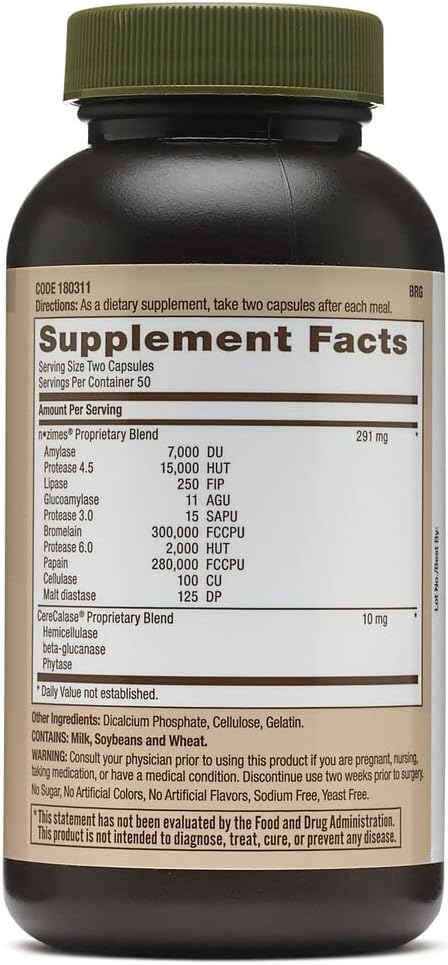 CODE 180311 BRG
Directions: As a dietary supplement, take two capsules after each meal.
Supplement Facts
Serving Size Two Capsules
Servings Per Container 50
Amount Per Serving
n•zimes® Proprietary Blend 291 mg *
Amylase 7,000 DU
Protease 4.5 15,000 HUT
Lipase 250 FIP
Glucoamylase 11 AGU
Protease 3.0 15 SAPU
Bromelain 300,000 FCCPU
Protease 6.0 2,000 HUT
Papain 280,000 FCCPU
Cellulase 100 CU
Malt diastase 125 DP
CereCalase® Proprietary Blend 10 mg *
Hemicellulase
beta-glucanase
Phytase
* Daily Value not established.
Other Ingredients: Dicalcium Phosphate, Cellulose, Gelatin.
CONTAINS: Milk, Soybeans and Wheat.
WARNING: Consult your physician prior to using this product if you are pregnant, nursing,
taking medication, or have a medical condition. Discontinue use two weeks prior to surgery.
No Sugar, No Artificial Colors, No Artificial Flavors, Sodium Free, Yeast Free.
*This statement has not been evaluated by the Food and Drug Administration.
This product is not intended to diagnose, treat, cure, or prevent any disease.
Lot No./Best By: